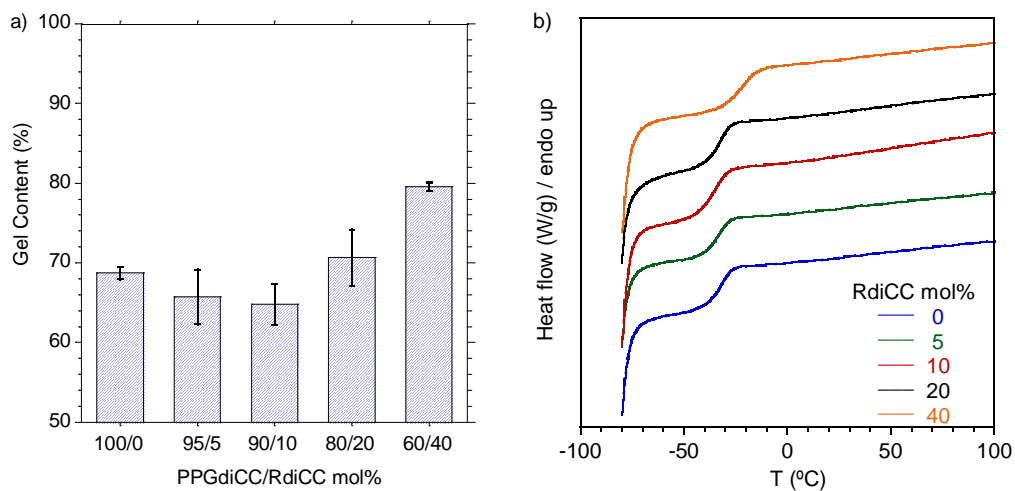 a)
100
90
80
70
60
50
Gel Content (%)
100/0 95/5 90/10 80/20 60/40
PPGdiCC/RdiCC mol%
b)
Heat flow (W/g) / endo up
RdiCC mol%
0
5
10
20
40
-100 -50 0 50 100
T (ºC)